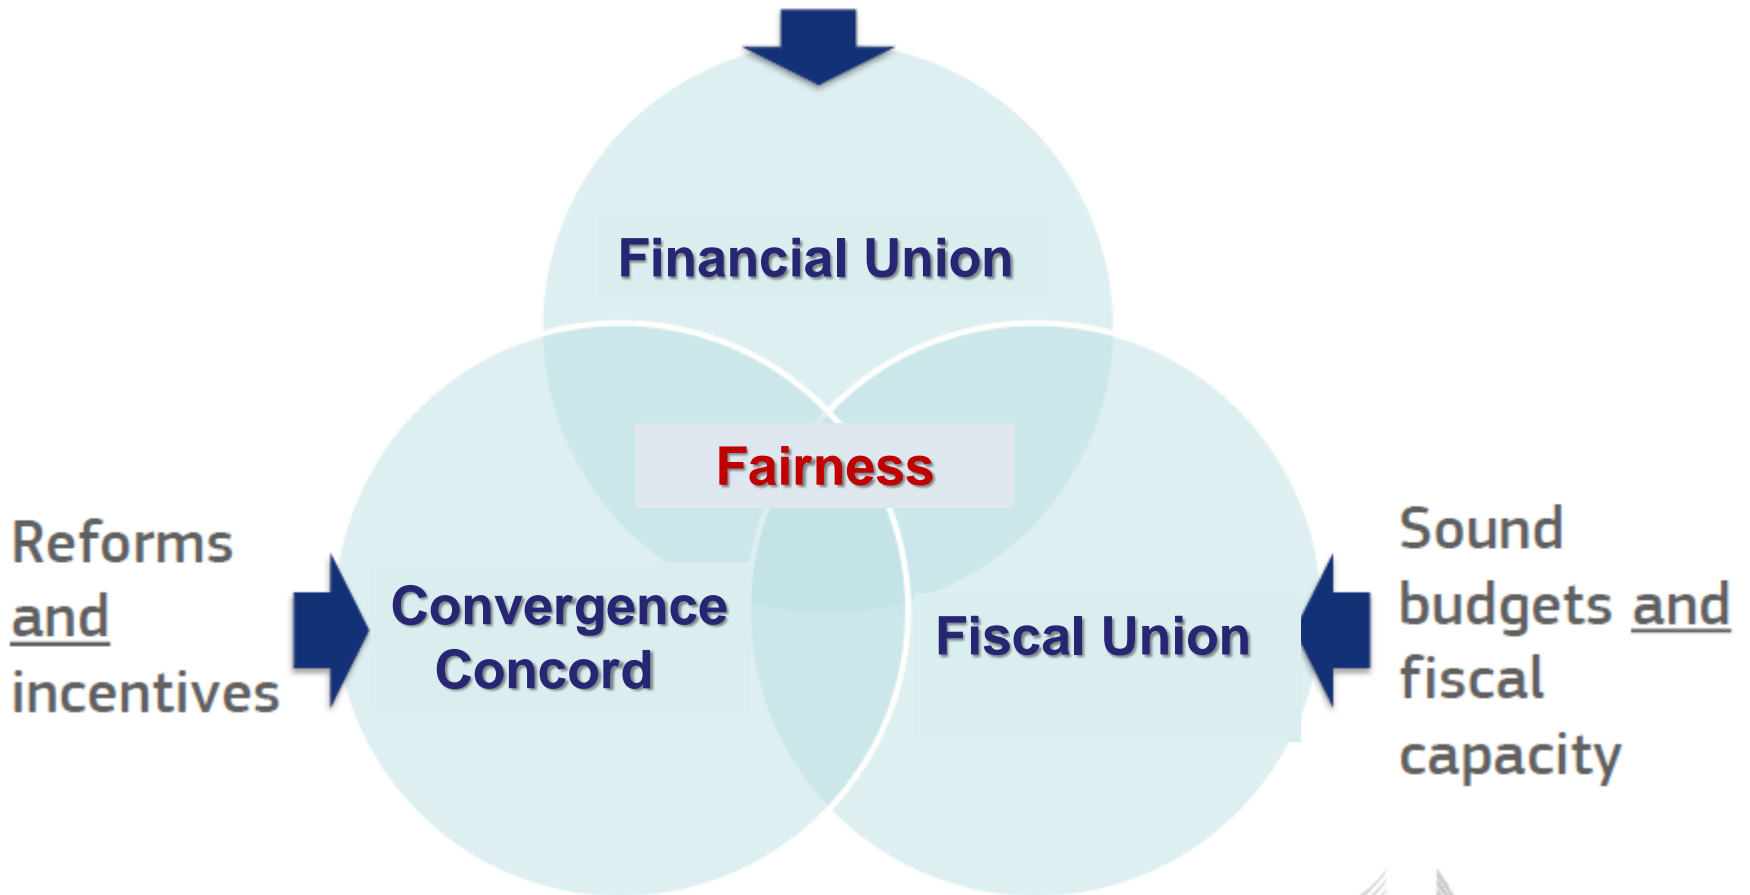 Financial Union
Fairness
Reforms
and
incentives
Convergence
Concord
Fiscal Union
Sound
budgets and
fiscal
capacity